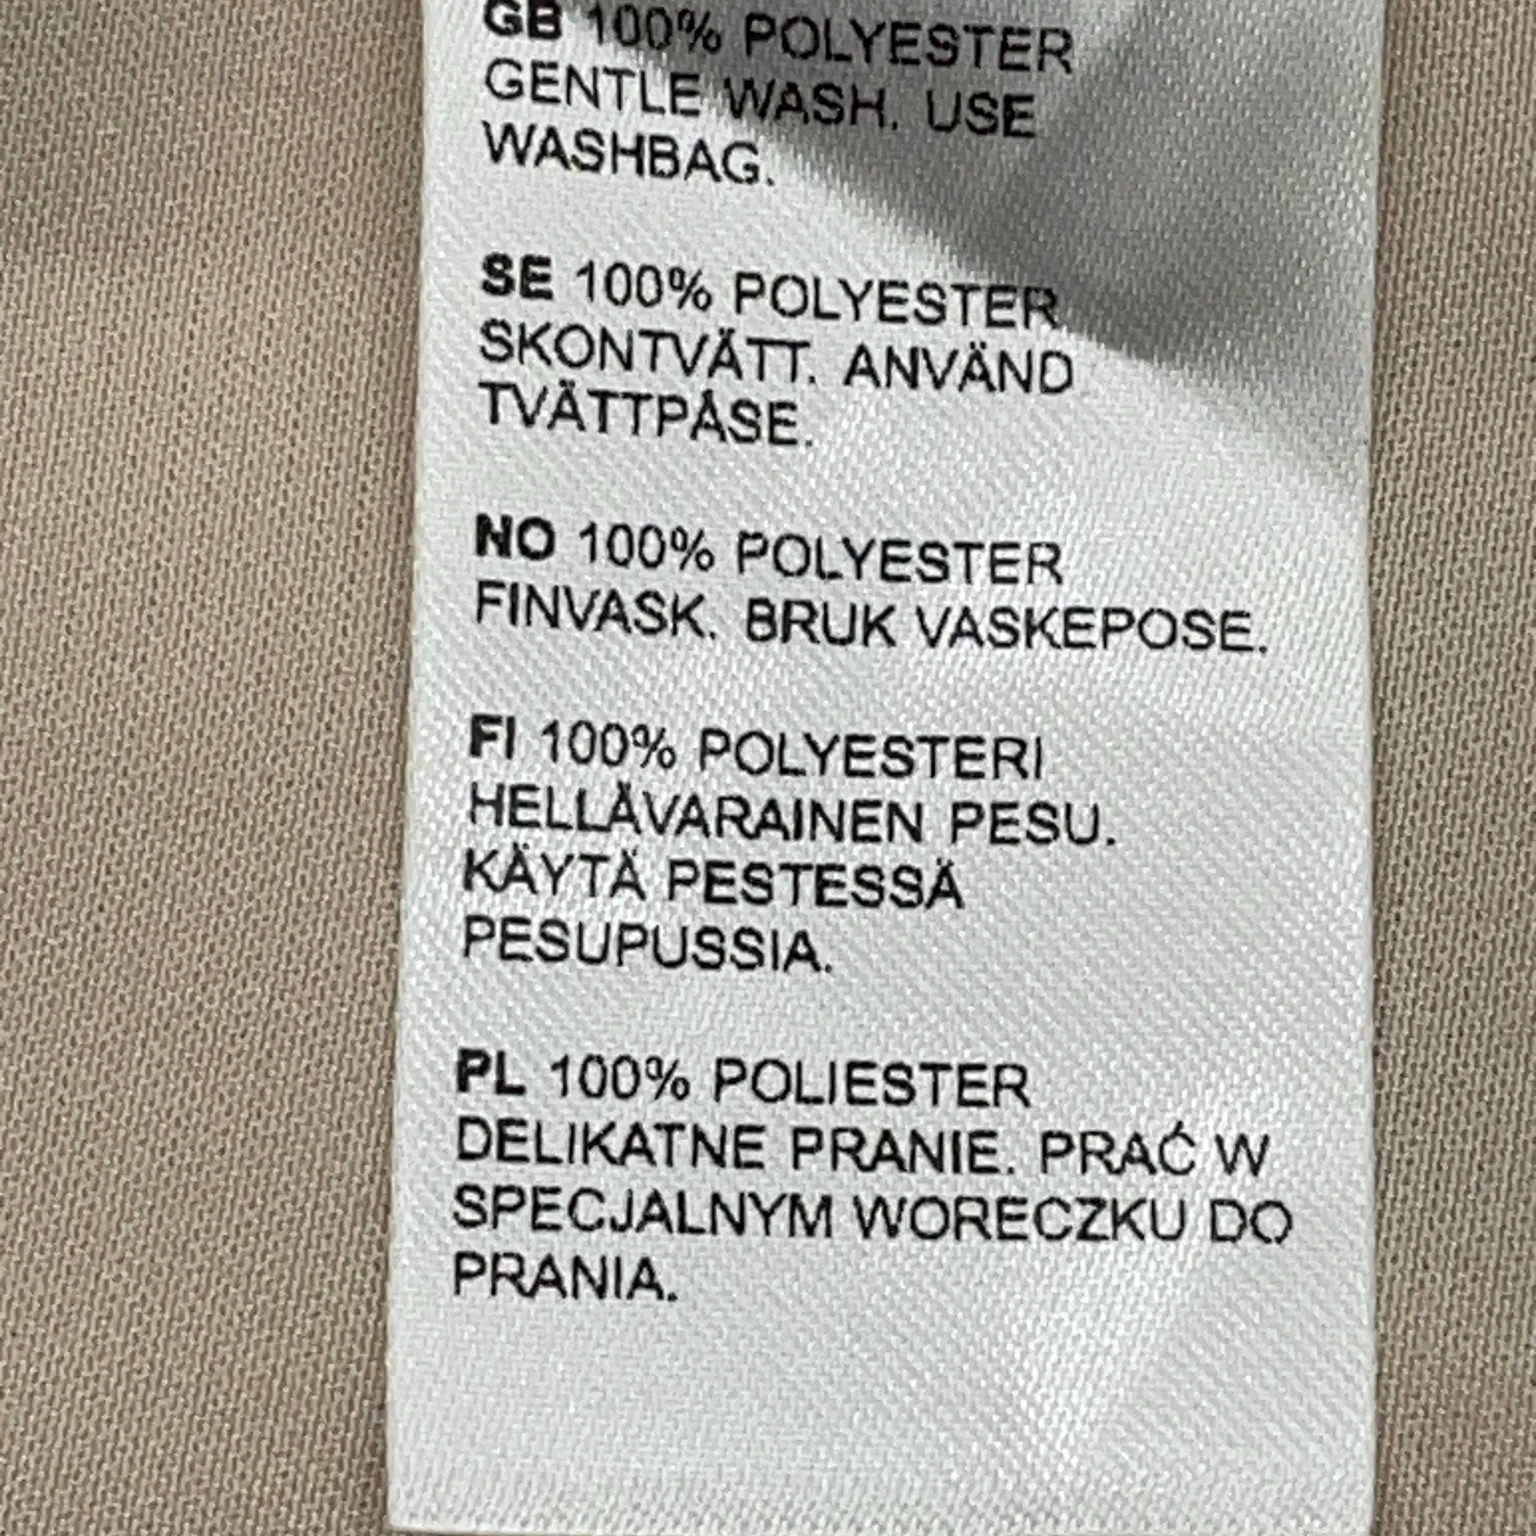 GB 100% POLYESTER
GENTLE WASH. USE
WASHBAG.
SE 100% POLYESTER
SKONTVÄTT. ANVÄND
TVÄTTPÅSE.
NO 100% POLYESTER
FINVASK. BRUK VASKEPOSE.
FI 100% POLYESTERI
HELLÄVARAINEN PESU.
KÄYTÄ PESTESSÄ
PESUPUSSIA.
PL 100% POLIESTER
DELIKATNE PRANIE. PRAĆ W
SPECJALNYM WORECZKU DO
PRANIA.